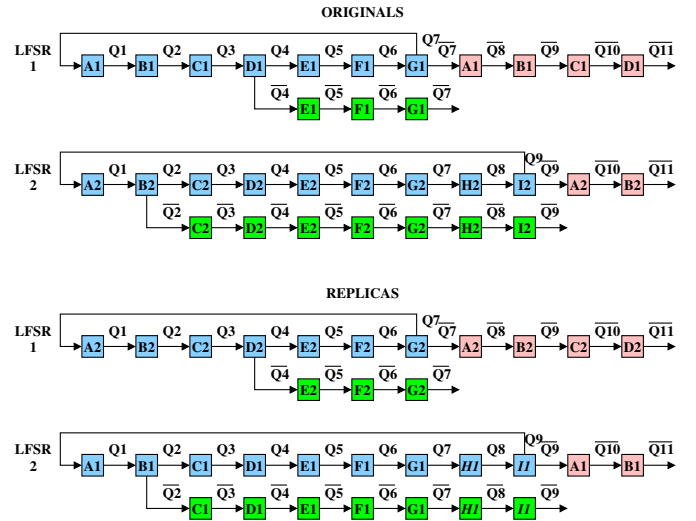 ORIGINALS
Q7
LFSR 1 Q1 Q2 Q3 Q4 Q5 Q6 Q̅7̅ Q̅8̅ Q̅9̅ Q̅1̅0̅ Q̅1̅1̅
A1 B1 C1 D1 E1 F1 G1 A1 B1 C1 D1
Q̅4̅ Q̅5̅ Q̅6̅ Q̅7̅
E1 F1 G1
Q9
LFSR 2 Q1 Q2 Q3 Q4 Q5 Q6 Q7 Q8 Q̅9̅ Q̅1̅0̅ Q̅1̅1̅
A2 B2 C2 D2 E2 F2 G2 H2 I2 A2 B2
Q̅2̅ Q̅3̅ Q̅4̅ Q̅5̅ Q̅6̅ Q̅7̅ Q̅8̅ Q̅9̅
C2 D2 E2 F2 G2 H2 I2
REPLICAS
Q7
LFSR 1 Q1 Q2 Q3 Q4 Q5 Q6 Q̅7̅ Q̅8̅ Q̅9̅ Q̅1̅0̅ Q̅1̅1̅
A2 B2 C2 D2 E2 F2 G2 A2 B2 C2 D2
Q̅4̅ Q̅5̅ Q̅6̅ Q̅7̅
E2 F2 G2
Q9
LFSR 2 Q1 Q2 Q3 Q4 Q5 Q6 Q7 Q8 Q̅9̅ Q̅1̅0̅ Q̅1̅1̅
A1 B1 C1 D1 E1 F1 G1 H1 I1 A1 B1
Q̅2̅ Q̅3̅ Q̅4̅ Q̅5̅ Q̅6̅ Q̅7̅ Q̅8̅ Q̅9̅
C1 D1 E1 F1 G1 H1 I1